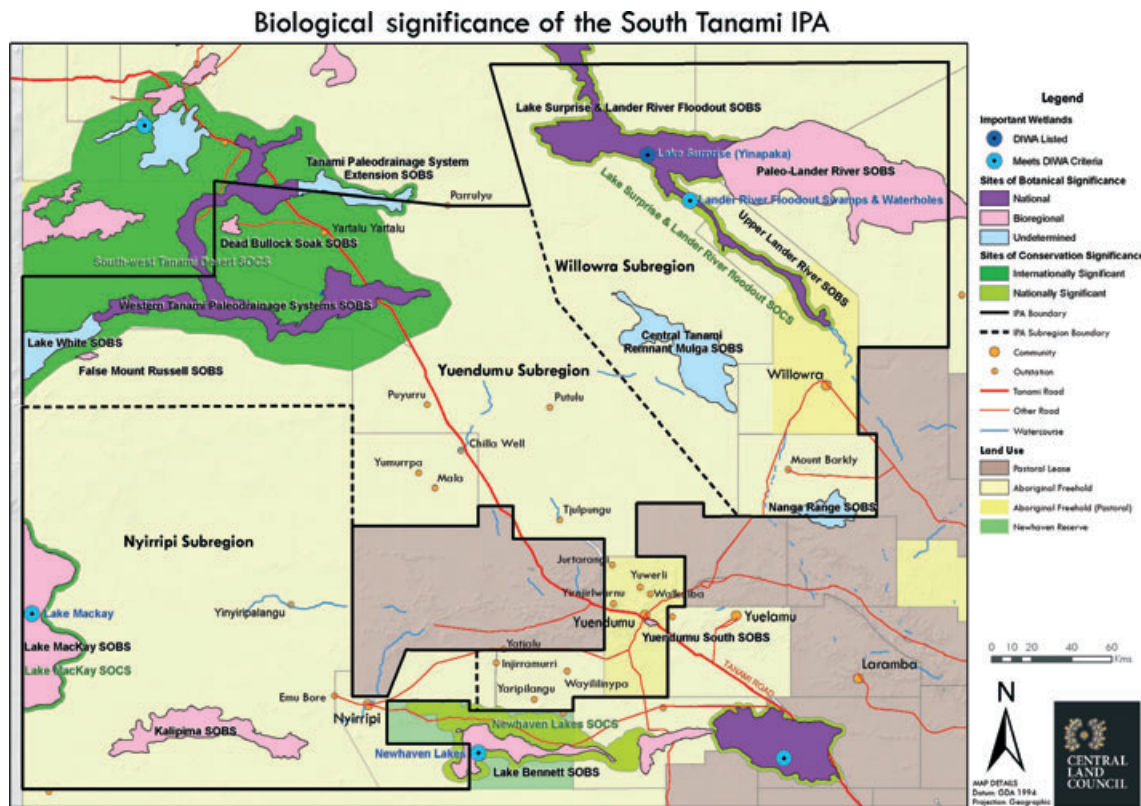 Biological significance of the South Tanami IPA
Lake Surprise & Lander River Floodout SOBS
Lake Surprise (Yinapaka)
Paleo-Lander River SOBS
Tanami Paleodrainage System
Extension SOBS
Parrulyu
Lander River Floodout Swamps & Waterholes
Lake Surprise & Lander River floodout SOCS
Upper Lander River SOBS
Dead Bullock Soak SOBS
Yartalu Yartalu
South-west Tanami Desert SOCS
Willowra Subregion
Western Tanami Paleodrainage Systems SOBS
Lake White SOBS
Central Tanami
Remnant Mulga SOBS
False Mount Russell SOBS
Yuendumu Subregion
Willowra
Puyurru
Putulu
Chilla Well
Yumurrpa
Mala
Mount Barkly
Nanga Range SOBS
Tjulpungu
Nyirripi Subregion
Jurtarangi
Yuwerli
Yinyiripalangu
Lake Mackay
Yuendumu
Yuelamu
Yuendumu South SOBS
Lake MacKay SOBS
Lake MacKay SOCS
Injirramurri
Wayililinypa
Yaripilangu
TANAMI ROAD
Laramba
Emu Bore
Nyirripi
Kalipima SOBS
Newhaven Lakes SOCS
Newhaven Lakes
Lake Bennett SOBS
Legend
Important Wetlands
DIWA Listed
Meets DIWA Criteria
Sites of Botanical Significance
National
Bioregional
Undetermined
Sites of Conservation Significance
Internationally Significant
Nationally Significant
IPA Boundary
IPA Subregion Boundary
Community
Outstation
Tanami Road
Other Road
Watercourse
Land Use
Pastoral Lease
Aboriginal Freehold
Aboriginal Freehold (Pastoral)
Newhaven Reserve
0 10 20 40 60
Kms
N
MAP DETAILS
Datum: GDA 1994
Projection: Geographic
CENTRAL
LAND
COUNCIL